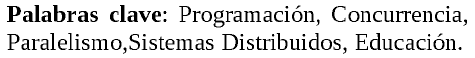 Palabras clave: Programación, Concurrencia,
Paralelismo,Sistemas Distribuidos, Educación.